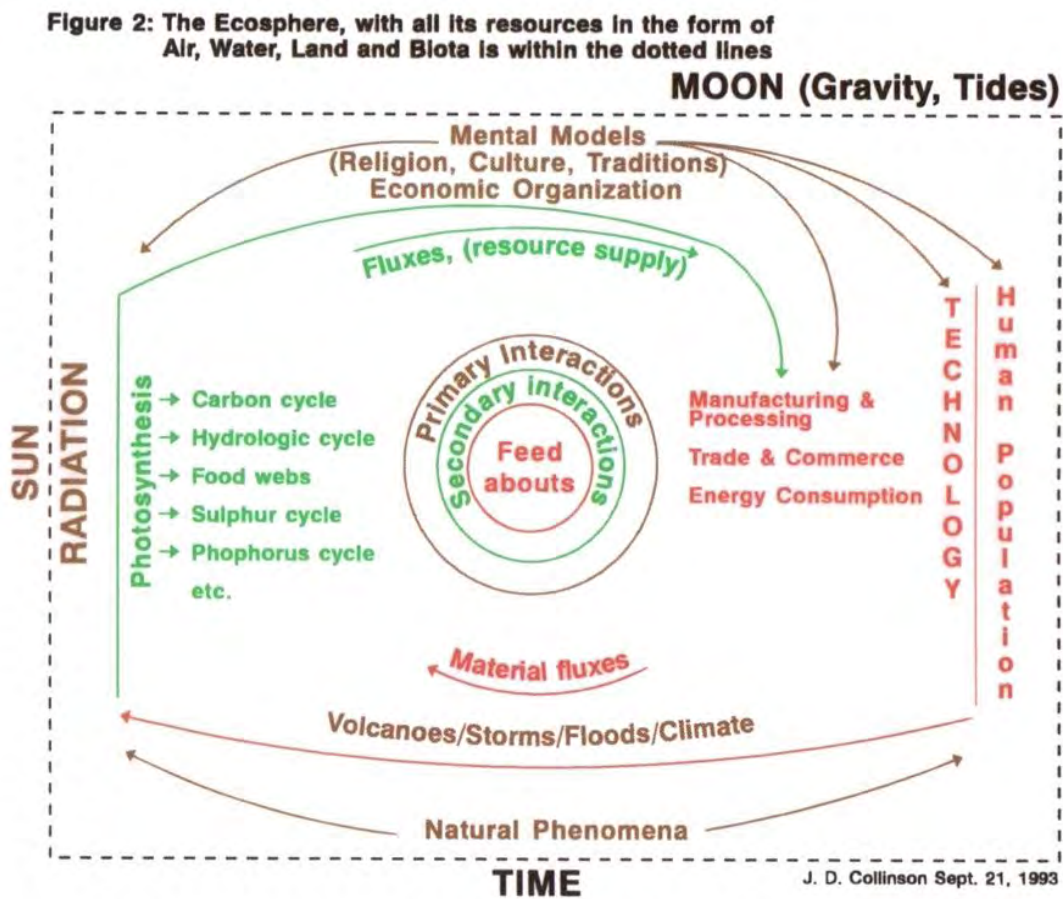 Figure 2: The Ecosphere, with all its resources in the form of
Air, Water, Land and Biota is within the dotted lines
MOON (Gravity, Tides)
Mental Models
(Religion, Culture, Traditions)
Economic Organization
Fluxes, (resource supply)
SUN
RADIATION
Photosynthesis
→ Carbon cycle
→ Hydrologic cycle
→ Food webs
→ Sulphur cycle
→ Phophorus cycle
etc.
Primary Interactions
Secondary interactions
Feed
abouts
Manufacturing &
Processing
Trade & Commerce
Energy Consumption
TECHNOLOGY
Human Population
Material fluxes
Volcanoes/Storms/Floods/Climate
Natural Phenomena
TIME
J. D. Collinson Sept. 21, 1993